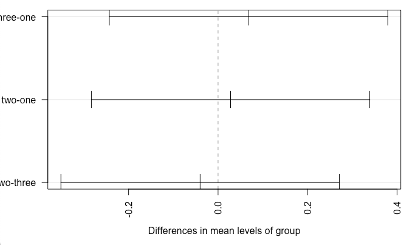 hree-one
two-one
wo-three
-0.2
0.0
0.2
0.4
Differences in mean levels of group